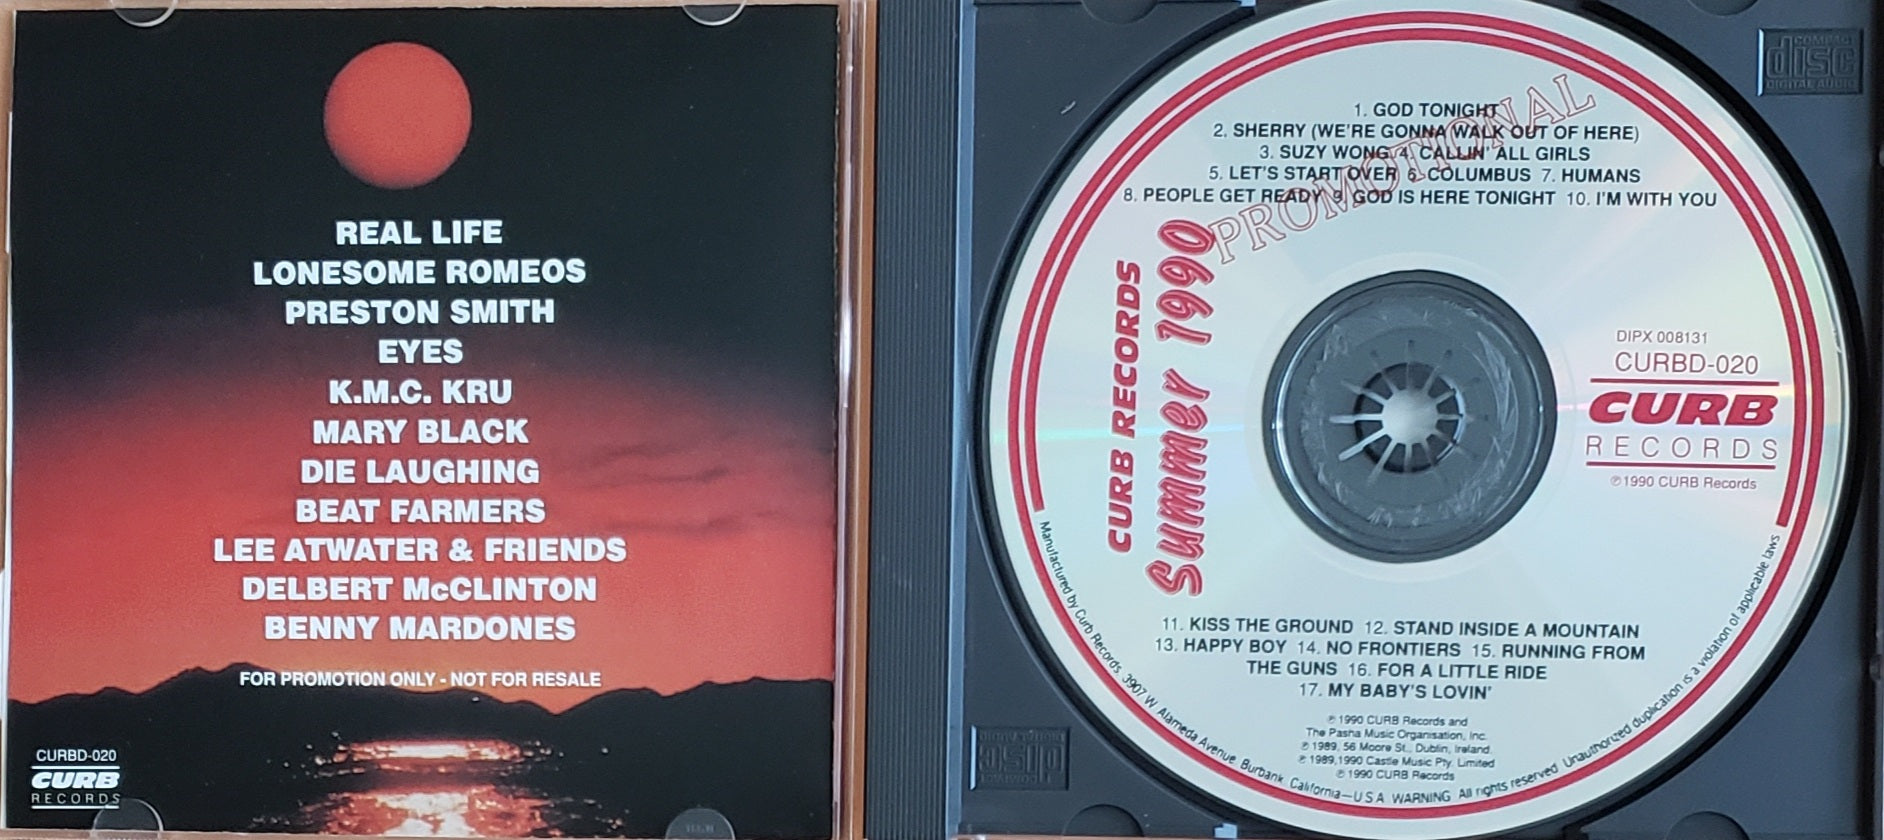 REAL LIFE
LONESOME ROMEOS
PRESTON SMITH
EYES
K.M.C. KRU
MARY BLACK
DIE LAUGHING
BEAT FARMERS
LEE ATWATER & FRIENDS
DELBERT McCLINTON
BENNY MARDONES
FOR PROMOTION ONLY - NOT FOR RESALE
CURBD-020
CURB
RECORDS
COMPACT
disc
DIGITAL AUDIO
1. GOD TONIGHT
2. SHERRY (WE'RE GONNA WALK OUT OF HERE)
3. SUZY WONG 4. CALLIN' ALL GIRLS
5. LET'S START OVER 6. COLUMBUS 7. HUMANS
8. PEOPLE GET READY 9. GOD IS HERE TONIGHT 10. I'M WITH YOU
PROMOTIONAL
CURB RECORDS
Summer 1990
DIPX 008131
CURBD-020
CURB
RECORDS
℗1990 CURB Records
11. KISS THE GROUND 12. STAND INSIDE A MOUNTAIN
13. HAPPY BOY 14. NO FRONTIERS 15. RUNNING FROM
THE GUNS 16. FOR A LITTLE RIDE
17. MY BABY'S LOVIN'
℗ 1990 CURB Records and
The Pasha Music Organisation, Inc.
℗ 1989, 56 Moore St., Dublin, Ireland.
℗ 1989,1990 Castle Music Pty. Limited
℗ 1990 CURB Records
Manufactured by Curb Records, 3907 W. Alameda Avenue, Burbank, California—U.S.A. WARNING: All rights reserved. Unauthorized duplication is a violation of applicable laws
COMPACT
disc
DIGITAL AUDIO